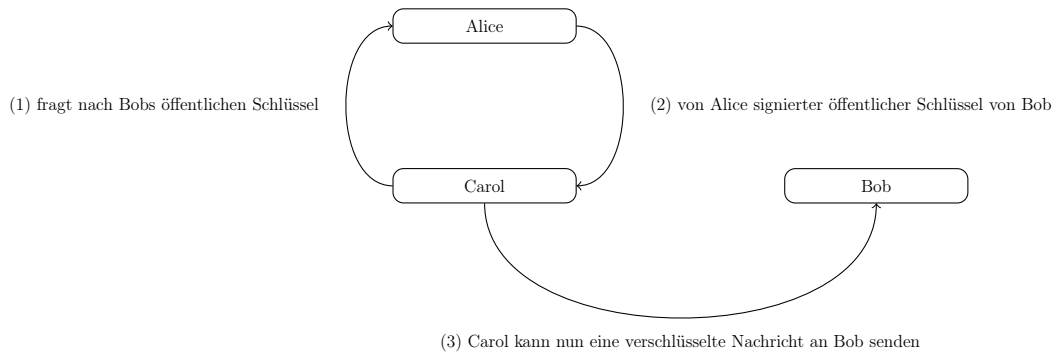 Alice
(1) fragt nach Bobs öffentlichen Schlüssel
(2) von Alice signierter öffentlicher Schlüssel von Bob
Carol
Bob
(3) Carol kann nun eine verschlüsselte Nachricht an Bob senden